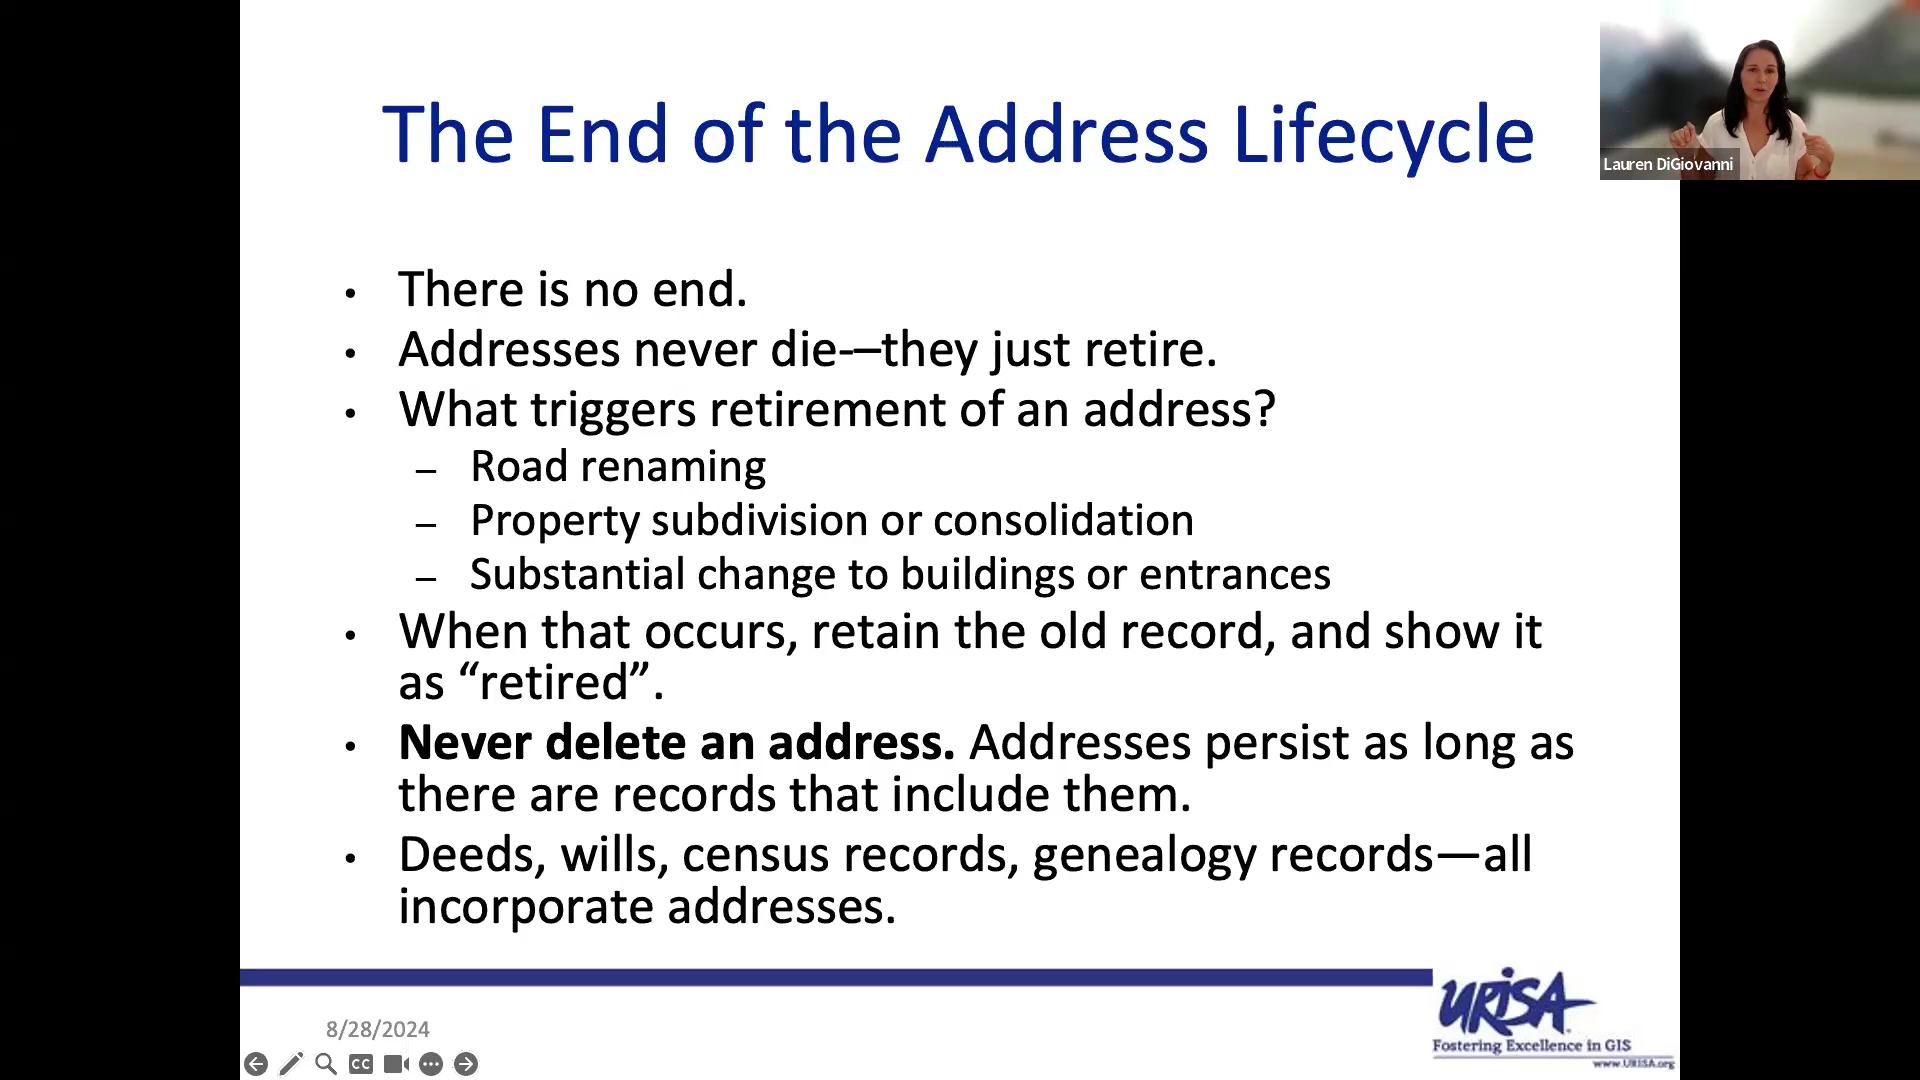 The End of the Address Lifecycle
Lauren DiGiovanni
• There is no end.
• Addresses never die-–they just retire.
• What triggers retirement of an address?
– Road renaming
– Property subdivision or consolidation
– Substantial change to buildings or entrances
• When that occurs, retain the old record, and show it
as “retired”.
• Never delete an address. Addresses persist as long as
there are records that include them.
• Deeds, wills, census records, genealogy records—all
incorporate addresses.
URISA
Fostering Excellence in GIS
www.URISA.org
8/28/2024
CC